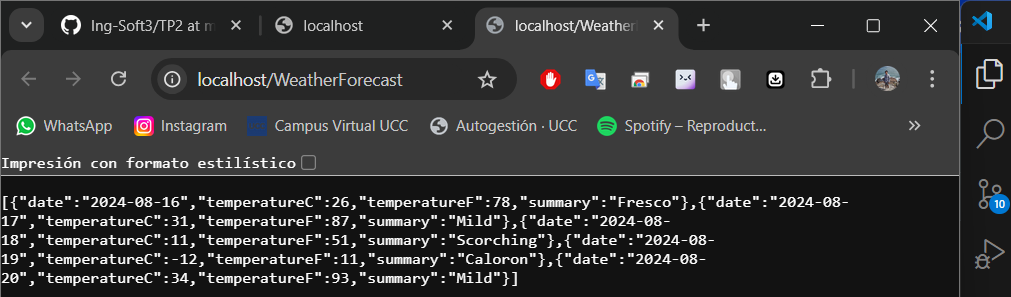 Ing-Soft3/TP2 at m
localhost
localhost/Weather
localhost/WeatherForecast
WhatsApp
Instagram
Campus Virtual UCC
Autogestión · UCC
Spotify – Reproduct...
Impresión con formato estilístico
[{"date":"2024-08-16","temperatureC":26,"temperatureF":78,"summary":"Fresco"},{"date":"2024-08-
17","temperatureC":31,"temperatureF":87,"summary":"Mild"},{"date":"2024-08-
18","temperatureC":11,"temperatureF":51,"summary":"Scorching"},{"date":"2024-08-
19","temperatureC":-12,"temperatureF":11,"summary":"Caloron"},{"date":"2024-08-
20","temperatureC":34,"temperatureF":93,"summary":"Mild"}]
10